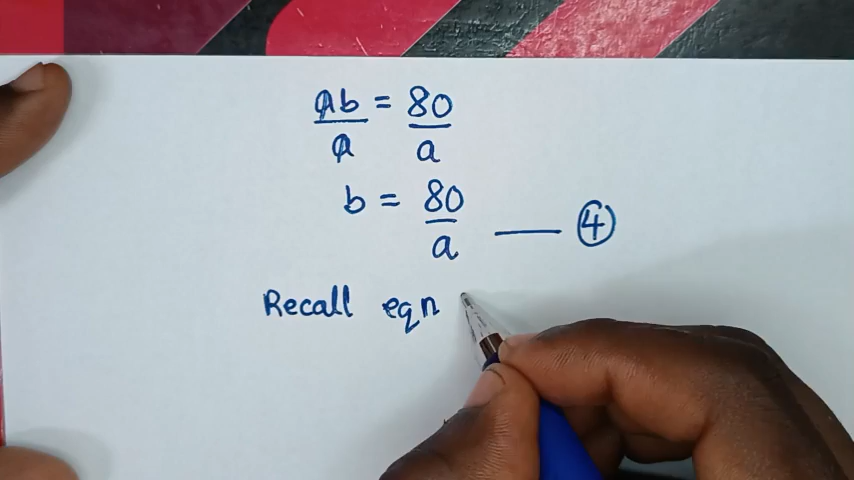 ab/a = 80/a
b = 80/a —— ④
Recall eqn